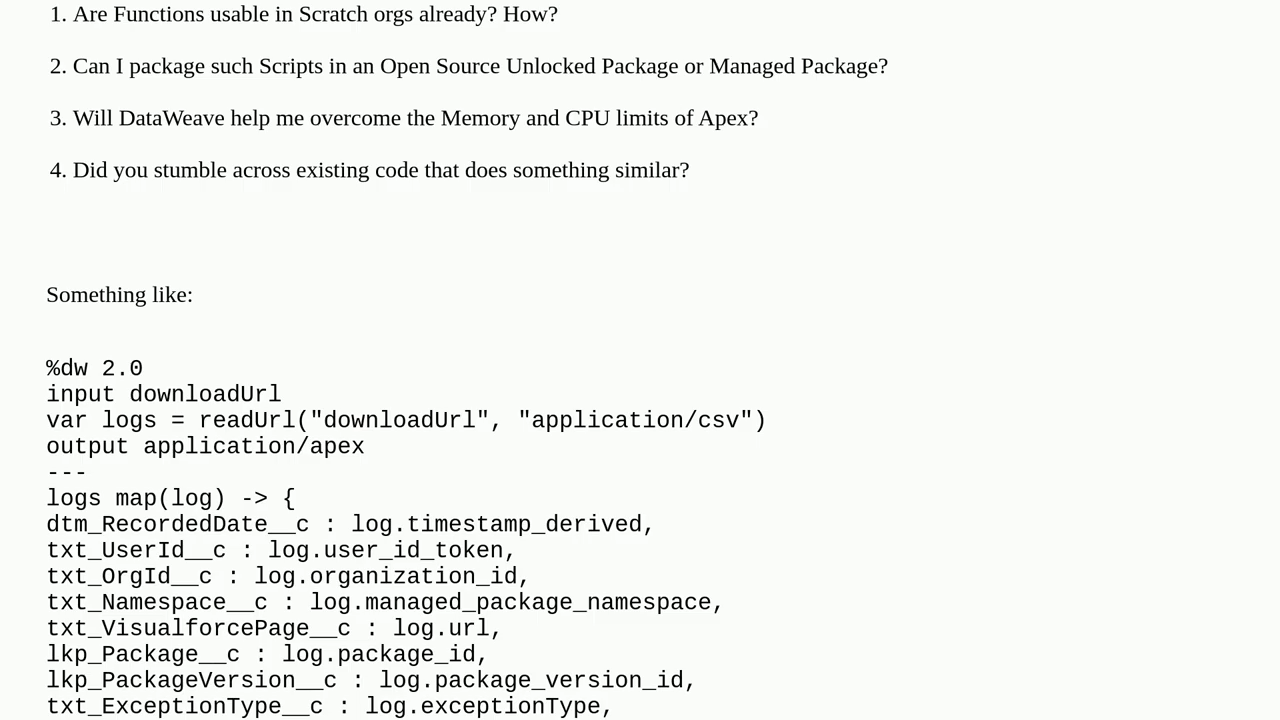 1. Are Functions usable in Scratch orgs already? How?
2. Can I package such Scripts in an Open Source Unlocked Package or Managed Package?
3. Will DataWeave help me overcome the Memory and CPU limits of Apex?
4. Did you stumble across existing code that does something similar?
Something like:
%dw 2.0
input downloadUrl
var logs = readUrl("downloadUrl", "application/csv")
output application/apex
---
logs map(log) -> {
dtm_RecordedDate__c : log.timestamp_derived,
txt_UserId__c : log.user_id_token,
txt_OrgId__c : log.organization_id,
txt_Namespace__c : log.managed_package_namespace,
txt_VisualforcePage__c : log.url,
lkp_Package__c : log.package_id,
lkp_PackageVersion__c : log.package_version_id,
txt_ExceptionType__c : log.exceptionType,